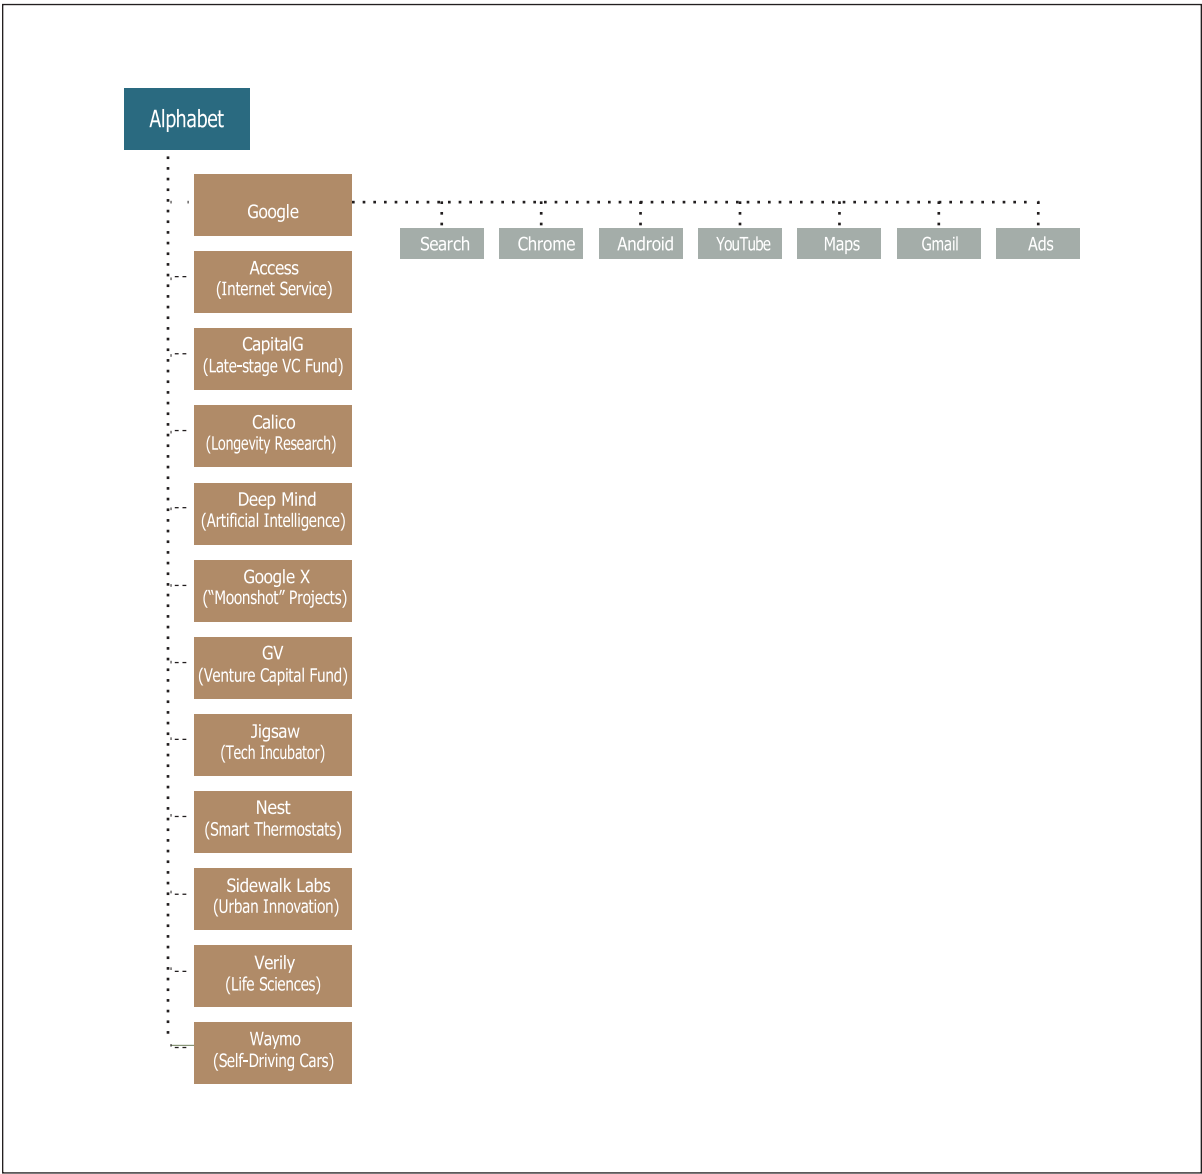 Alphabet
Google
Search
Chrome
Android
YouTube
Maps
Gmail
Ads
Access
(Internet Service)
CapitalG
(Late-stage VC Fund)
Calico
(Longevity Research)
Deep Mind
(Artificial Intelligence)
Google X
(“Moonshot” Projects)
GV
(Venture Capital Fund)
Jigsaw
(Tech Incubator)
Nest
(Smart Thermostats)
Sidewalk Labs
(Urban Innovation)
Verily
(Life Sciences)
Waymo
(Self-Driving Cars)